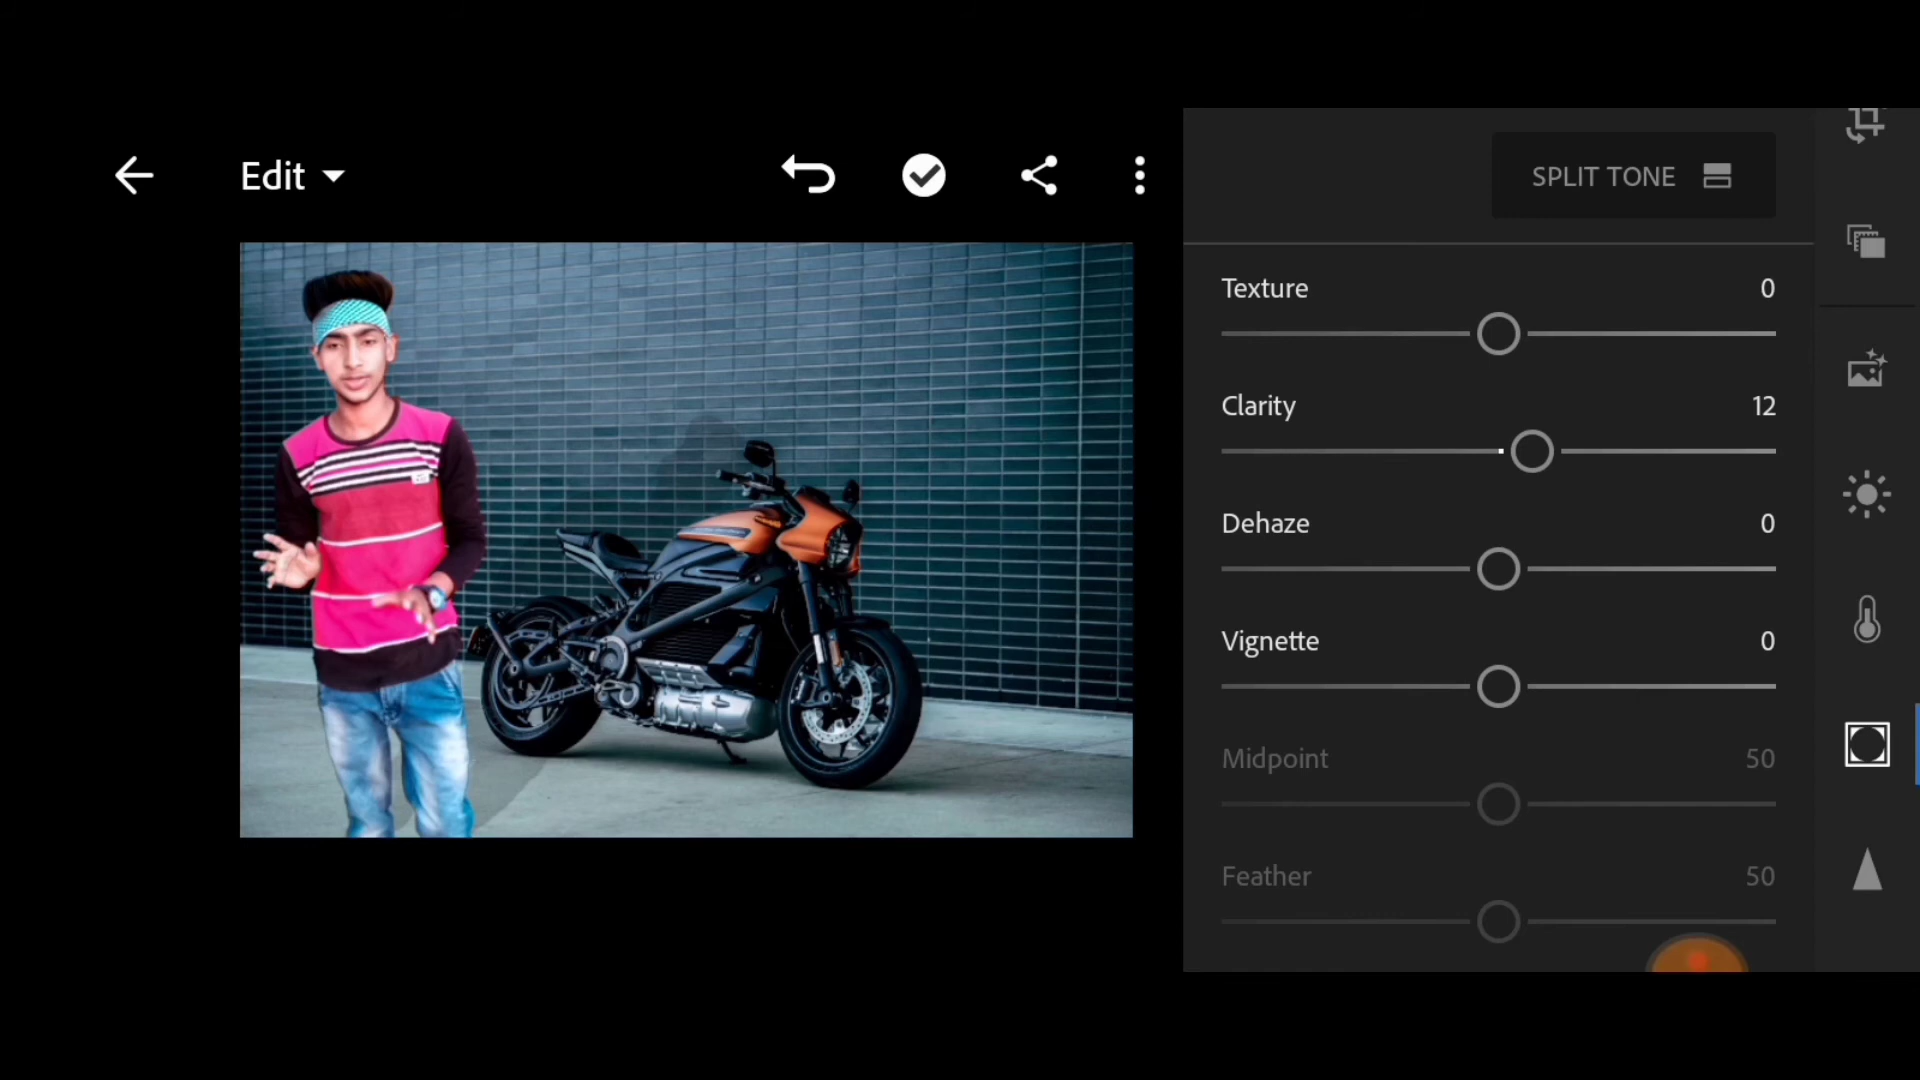 Edit
SPLIT TONE
Texture 0
Clarity 12
Dehaze 0
Vignette 0
Midpoint 50
Feather 50